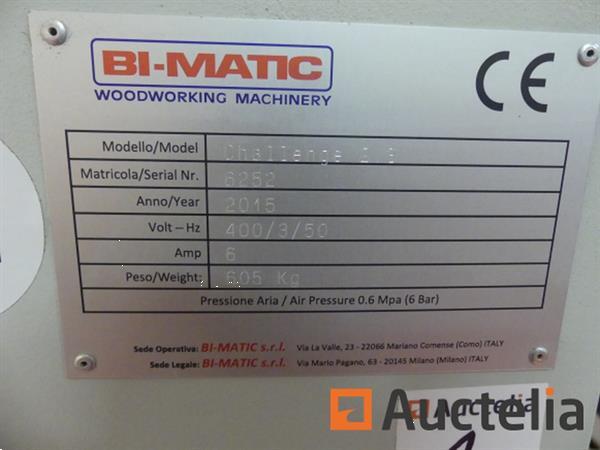 BI-MATIC
WOODWORKING MACHINERY
CE
Modello/Model Challenge
Matricola/Serial Nr. 6252
Anno/Year 2015
Volt – Hz 400/3/50
Amp 6
Peso/Weight: 605 Kg
Pressione Aria / Air Pressure 0.6 Mpa (6 Bar)
Sede Operativa: BI-MATIC s.r.l. Via La Valle, 23 - 22066 Mariano Comense (Como) ITALY
Sede Legale: BI-MATIC s.r.l. Via Mario Pagano, 63 - 20145 Milano (Milano) ITALY
Auctelia
Auctelia